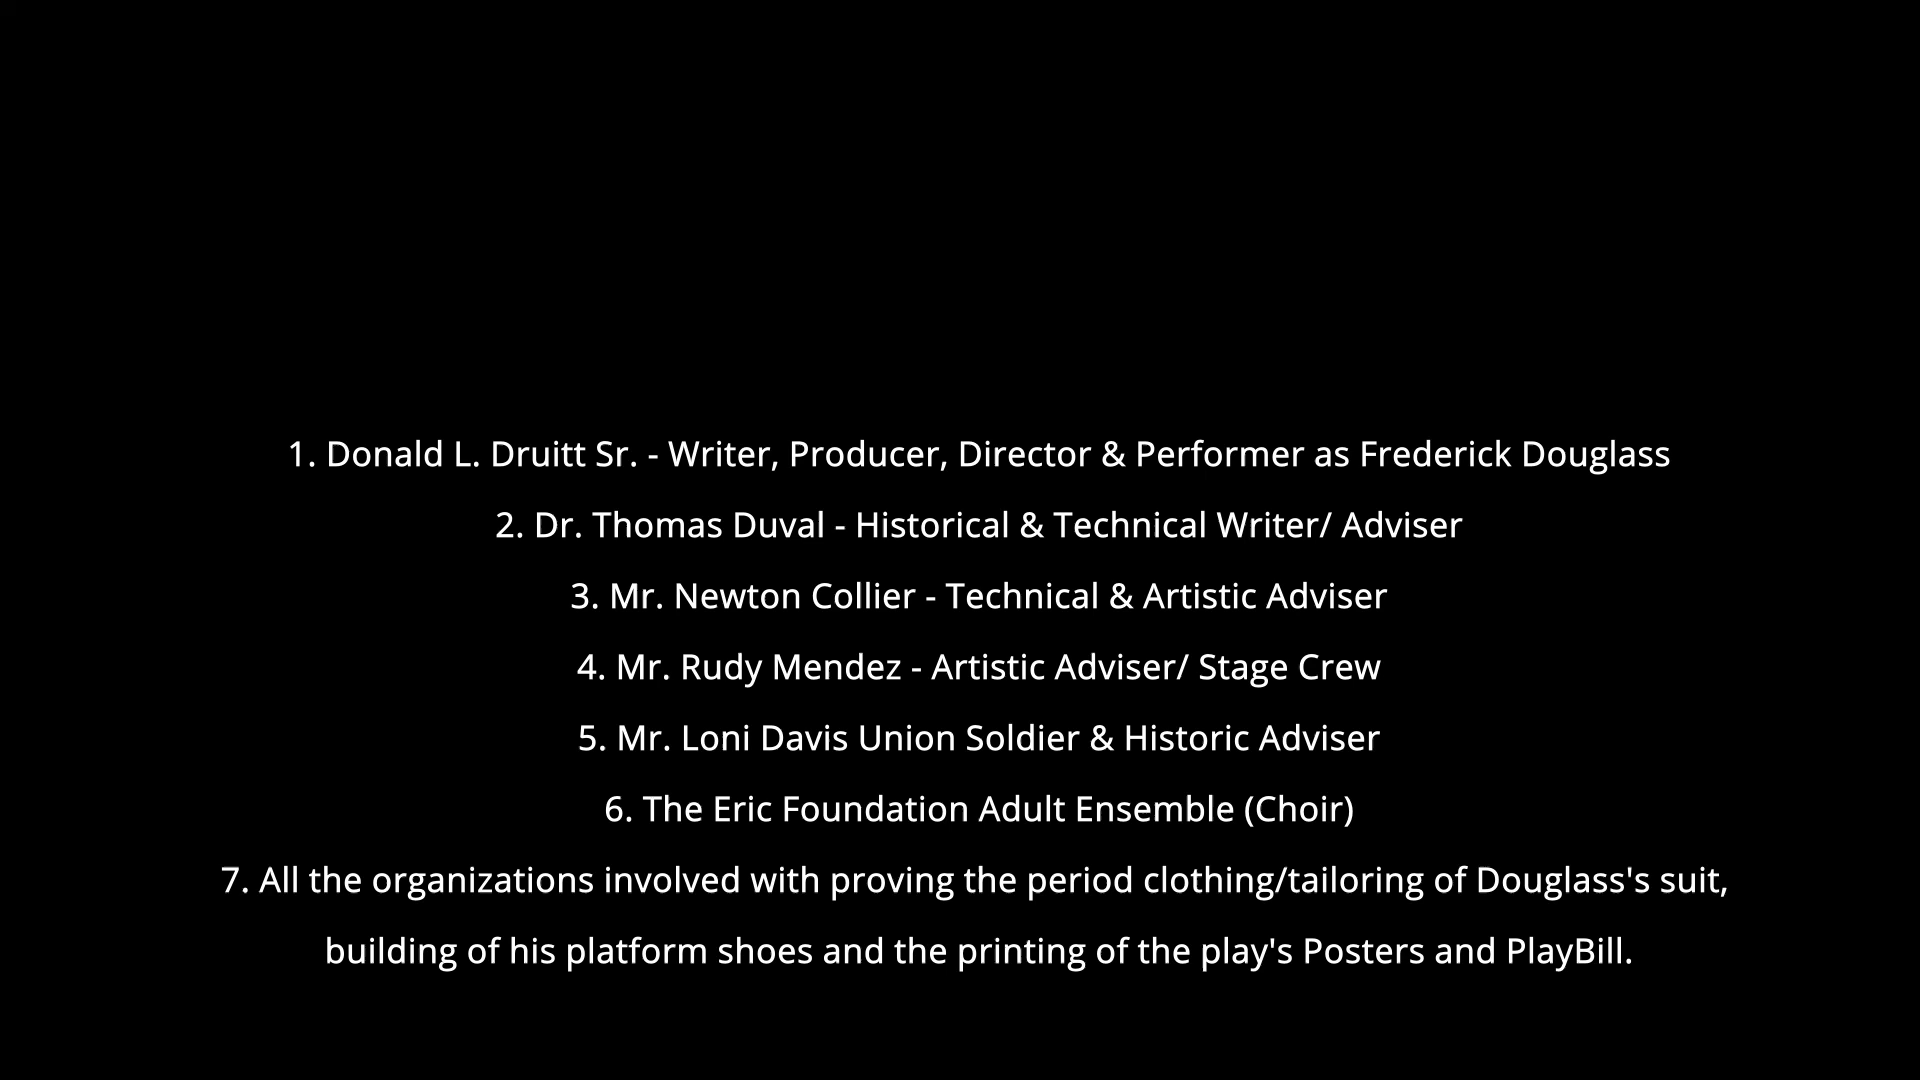 1. Donald L. Druitt Sr. - Writer, Producer, Director & Performer as Frederick Douglass
2. Dr. Thomas Duval - Historical & Technical Writer/ Adviser
3. Mr. Newton Collier - Technical & Artistic Adviser
4. Mr. Rudy Mendez - Artistic Adviser/ Stage Crew
5. Mr. Loni Davis Union Soldier & Historic Adviser
6. The Eric Foundation Adult Ensemble (Choir)
7. All the organizations involved with proving the period clothing/tailoring of Douglass's suit,
building of his platform shoes and the printing of the play's Posters and PlayBill.